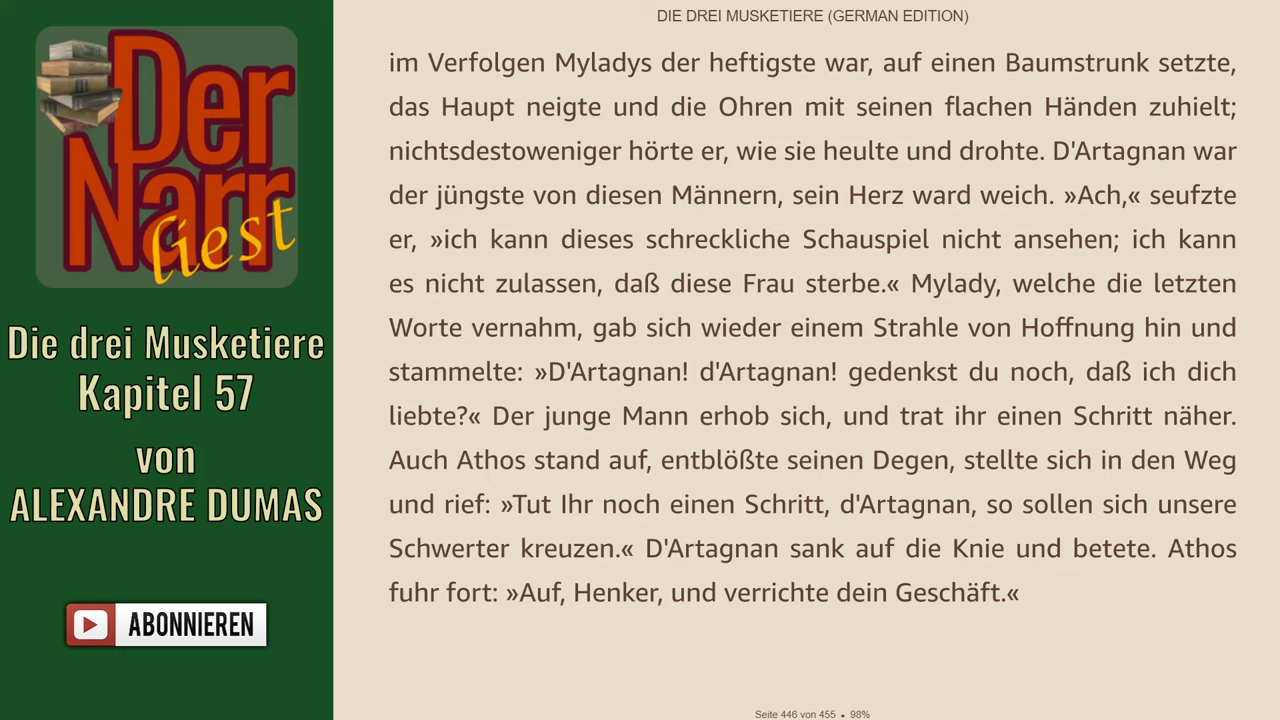 Der
Narr
liest
Die drei Musketiere
Kapitel 57
von
ALEXANDRE DUMAS
ABONNIEREN
DIE DREI MUSKETIERE (GERMAN EDITION)
im Verfolgen Myladys der heftigste war, auf einen Baumstrunk setzte,
das Haupt neigte und die Ohren mit seinen flachen Händen zuhielt;
nichtsdestoweniger hörte er, wie sie heulte und drohte. D'Artagnan war
der jüngste von diesen Männern, sein Herz ward weich. »Ach,« seufzte
er, »ich kann dieses schreckliche Schauspiel nicht ansehen; ich kann
es nicht zulassen, daß diese Frau sterbe.« Mylady, welche die letzten
Worte vernahm, gab sich wieder einem Strahle von Hoffnung hin und
stammelte: »D'Artagnan! d'Artagnan! gedenkst du noch, daß ich dich
liebte?« Der junge Mann erhob sich, und trat ihr einen Schritt näher.
Auch Athos stand auf, entblößte seinen Degen, stellte sich in den Weg
und rief: »Tut Ihr noch einen Schritt, d'Artagnan, so sollen sich unsere
Schwerter kreuzen.« D'Artagnan sank auf die Knie und betete. Athos
fuhr fort: »Auf, Henker, und verrichte dein Geschäft.«
Seite 446 von 455 • 98%